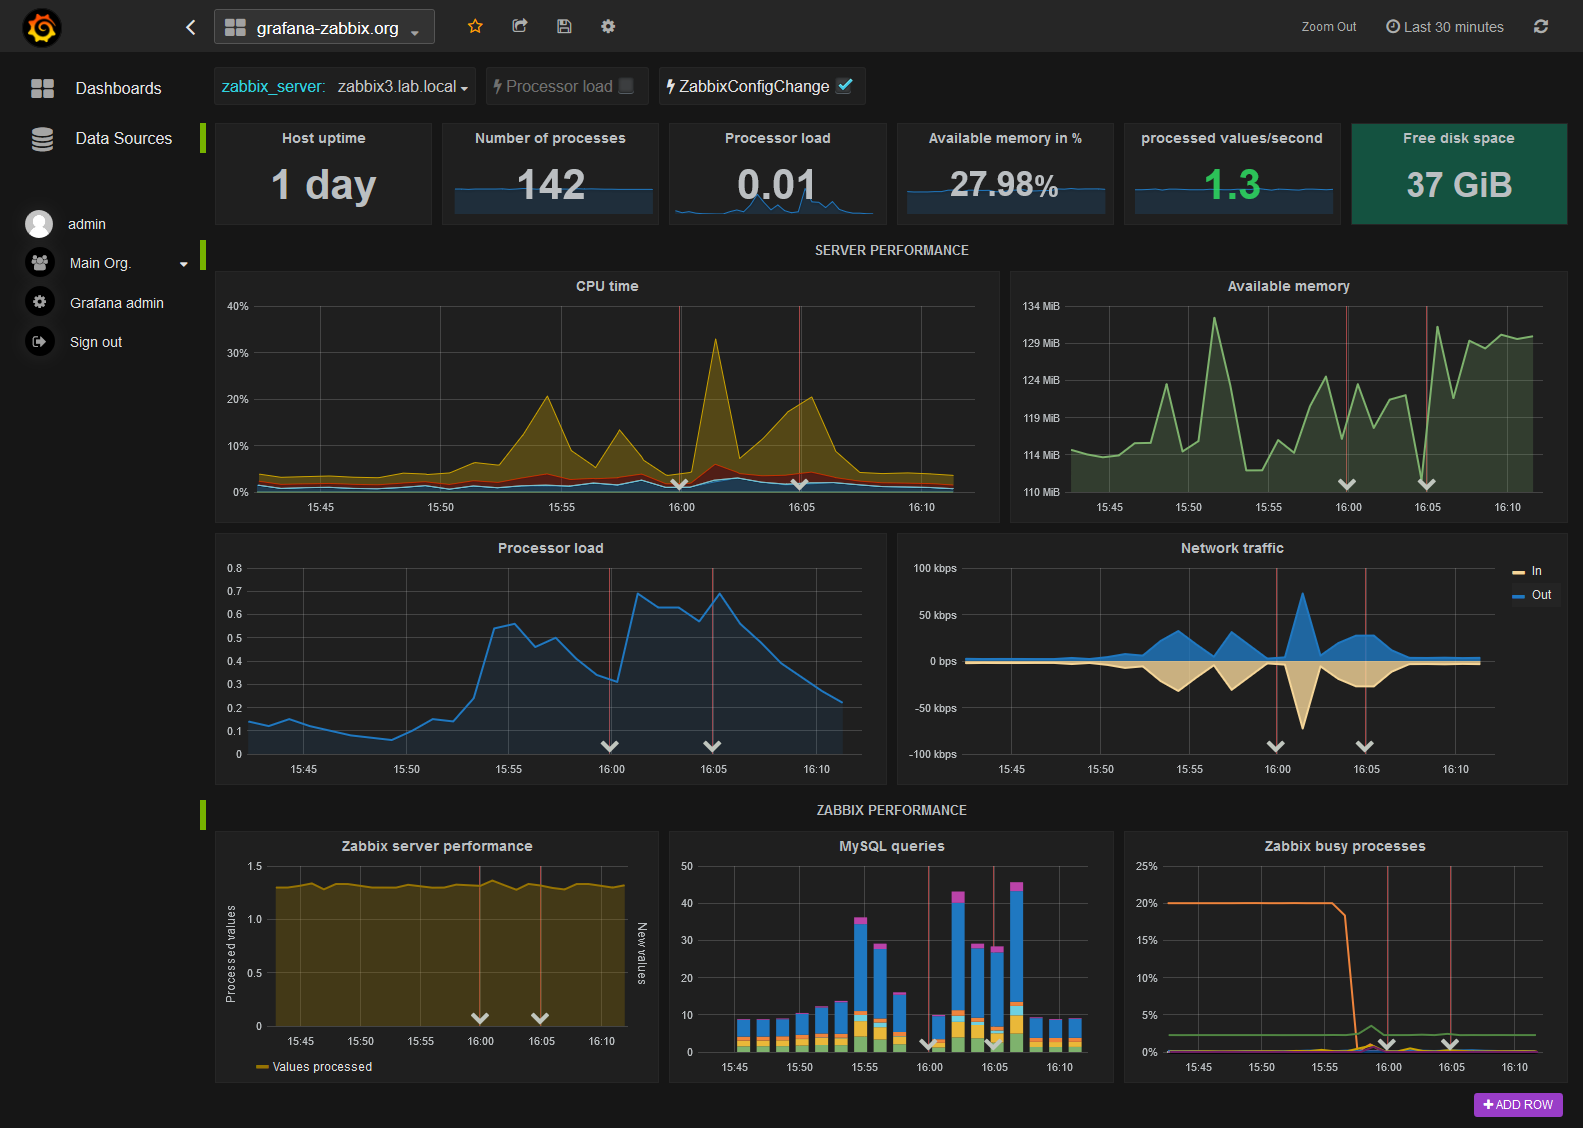 grafana-zabbix.org
Zoom Out
Last 30 minutes
Dashboards
Data Sources
admin
Main Org.
Grafana admin
Sign out
zabbix_server: zabbix3.lab.local
Processor load
ZabbixConfigChange
Host uptime
1 day
Number of processes
142
Processor load
0.01
Available memory in %
27.98%
processed values/second
1.3
Free disk space
37 GiB
SERVER PERFORMANCE
CPU time
40%
30%
20%
10%
0%
15:45 15:50 15:55 16:00 16:05 16:10
Available memory
134 MiB
129 MiB
124 MiB
119 MiB
114 MiB
110 MiB
15:45 15:50 15:55 16:00 16:05 16:10
Processor load
0.8
0.7
0.6
0.5
0.4
0.3
0.2
0.1
0
15:45 15:50 15:55 16:00 16:05 16:10
Network traffic
100 kbps
50 kbps
0 bps
-50 kbps
-100 kbps
15:45 15:50 15:55 16:00 16:05 16:10
In
Out
ZABBIX PERFORMANCE
Zabbix server performance
Processed values
1.5
1.0
0.5
0
15:45 15:50 15:55 16:00 16:05 16:10
New values
Values processed
MySQL queries
50
40
30
20
10
0
15:45 15:50 15:55 16:00 16:05 16:10
Zabbix busy processes
25%
20%
15%
10%
5%
0%
15:45 15:50 15:55 16:00 16:05 16:10
ADD ROW